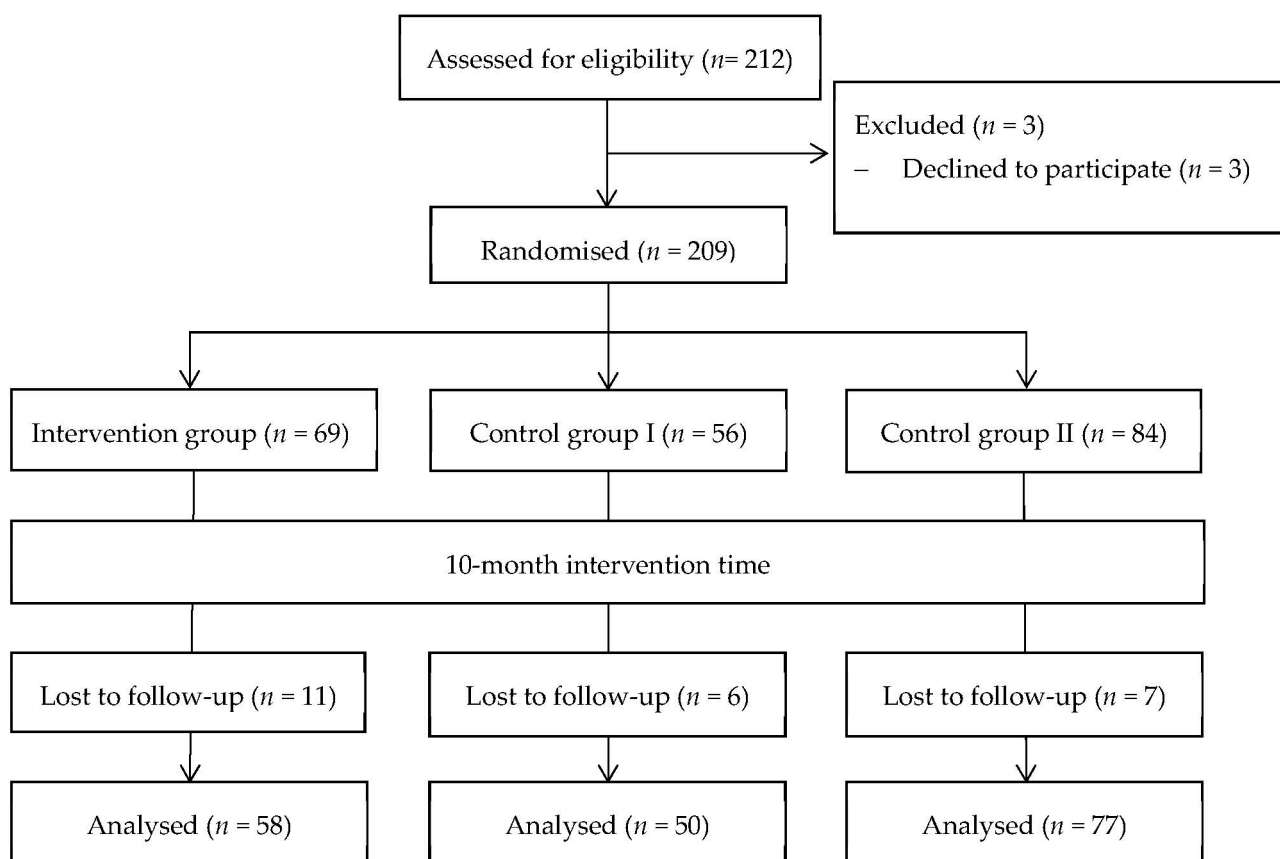 Assessed for eligibility (n= 212)
Excluded (n = 3)
– Declined to participate (n = 3)
Randomised (n = 209)
Intervention group (n = 69)
Control group I (n = 56)
Control group II (n = 84)
10-month intervention time
Lost to follow-up (n = 11)
Lost to follow-up (n = 6)
Lost to follow-up (n = 7)
Analysed (n = 58)
Analysed (n = 50)
Analysed (n = 77)